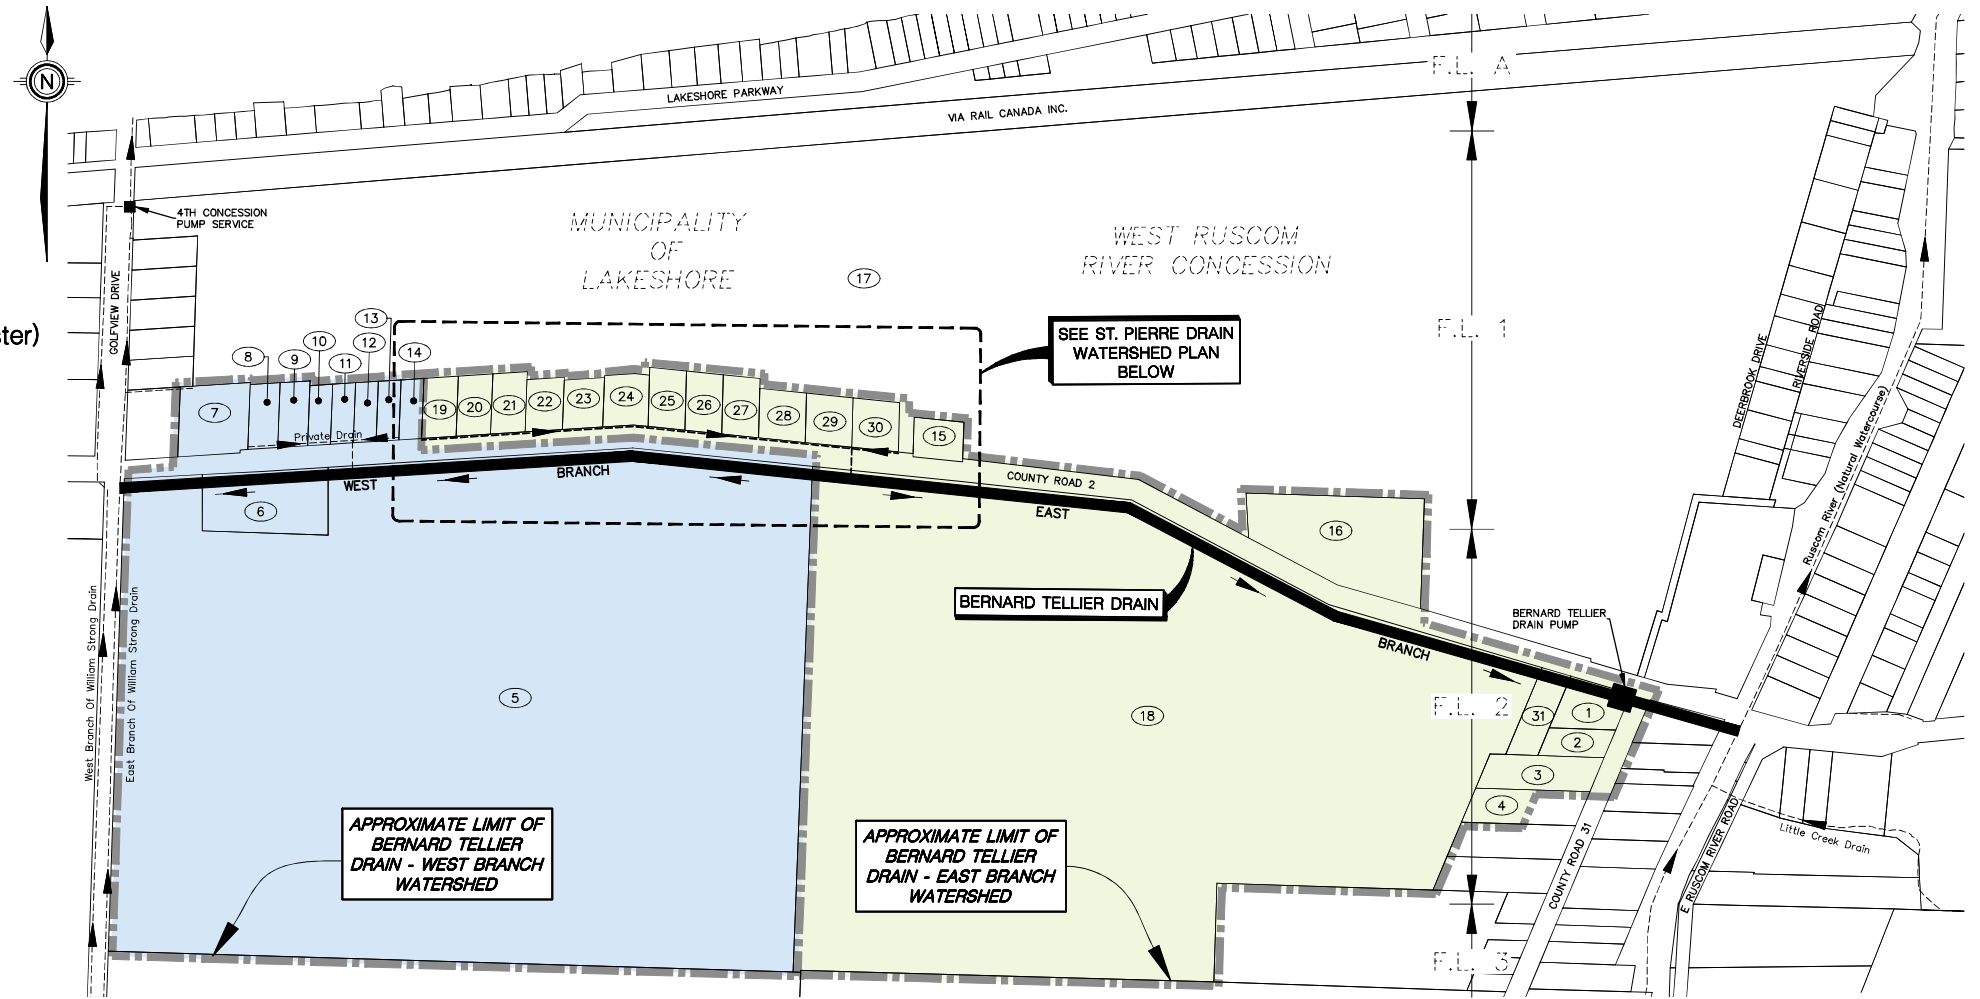 N
LAKESHORE PARKWAY
VIA RAIL CANADA INC.
F.L. A
4TH CONCESSION
PUMP SERVICE
MUNICIPALITY
OF
LAKESHORE
WEST RUSCOM
RIVER CONCESSION
17
GOLFVIEW DRIVE
ter)
SEE ST. PIERRE DRAIN
WATERSHED PLAN
BELOW
F.L. 1
DEERBROOK DRIVE
RIVERSIDE ROAD
Ruscom River (Natural Watercourse)
8
9
10
11
12
13
14
7
19
20
21
22
23
24
25
26
27
28
29
30
15
Private Drain
WEST
BRANCH
COUNTY ROAD 2
EAST
6
16
BERNARD TELLIER DRAIN
BERNARD TELLIER
DRAIN PUMP
BRANCH
West Branch Of William Strong Drain
East Branch Of William Strong Drain
5
18
F.L. 2
31
1
2
3
4
APPROXIMATE LIMIT OF
BERNARD TELLIER
DRAIN - WEST BRANCH
WATERSHED
APPROXIMATE LIMIT OF
BERNARD TELLIER
DRAIN - EAST BRANCH
WATERSHED
COUNTY ROAD 31
E RUSCOM RIVER ROAD
Little Creek Drain
F.L. 3